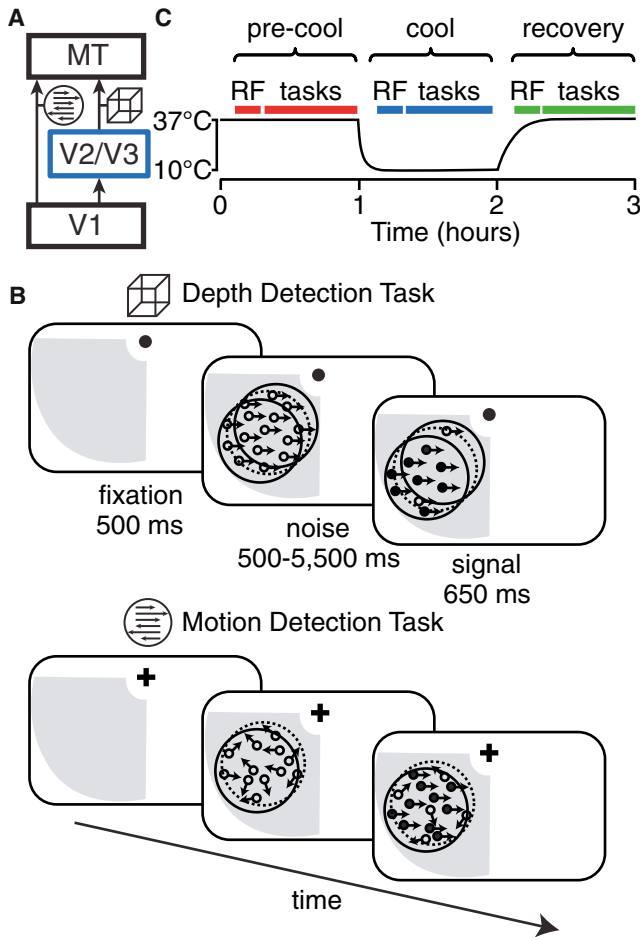 A
MT
V2/V3
V1
C
pre-cool cool recovery
RF tasks RF tasks RF tasks
37°C
10°C
0 1 2 3
Time (hours)
B
Depth Detection Task
fixation
500 ms
noise
500-5,500 ms
signal
650 ms
Motion Detection Task
time